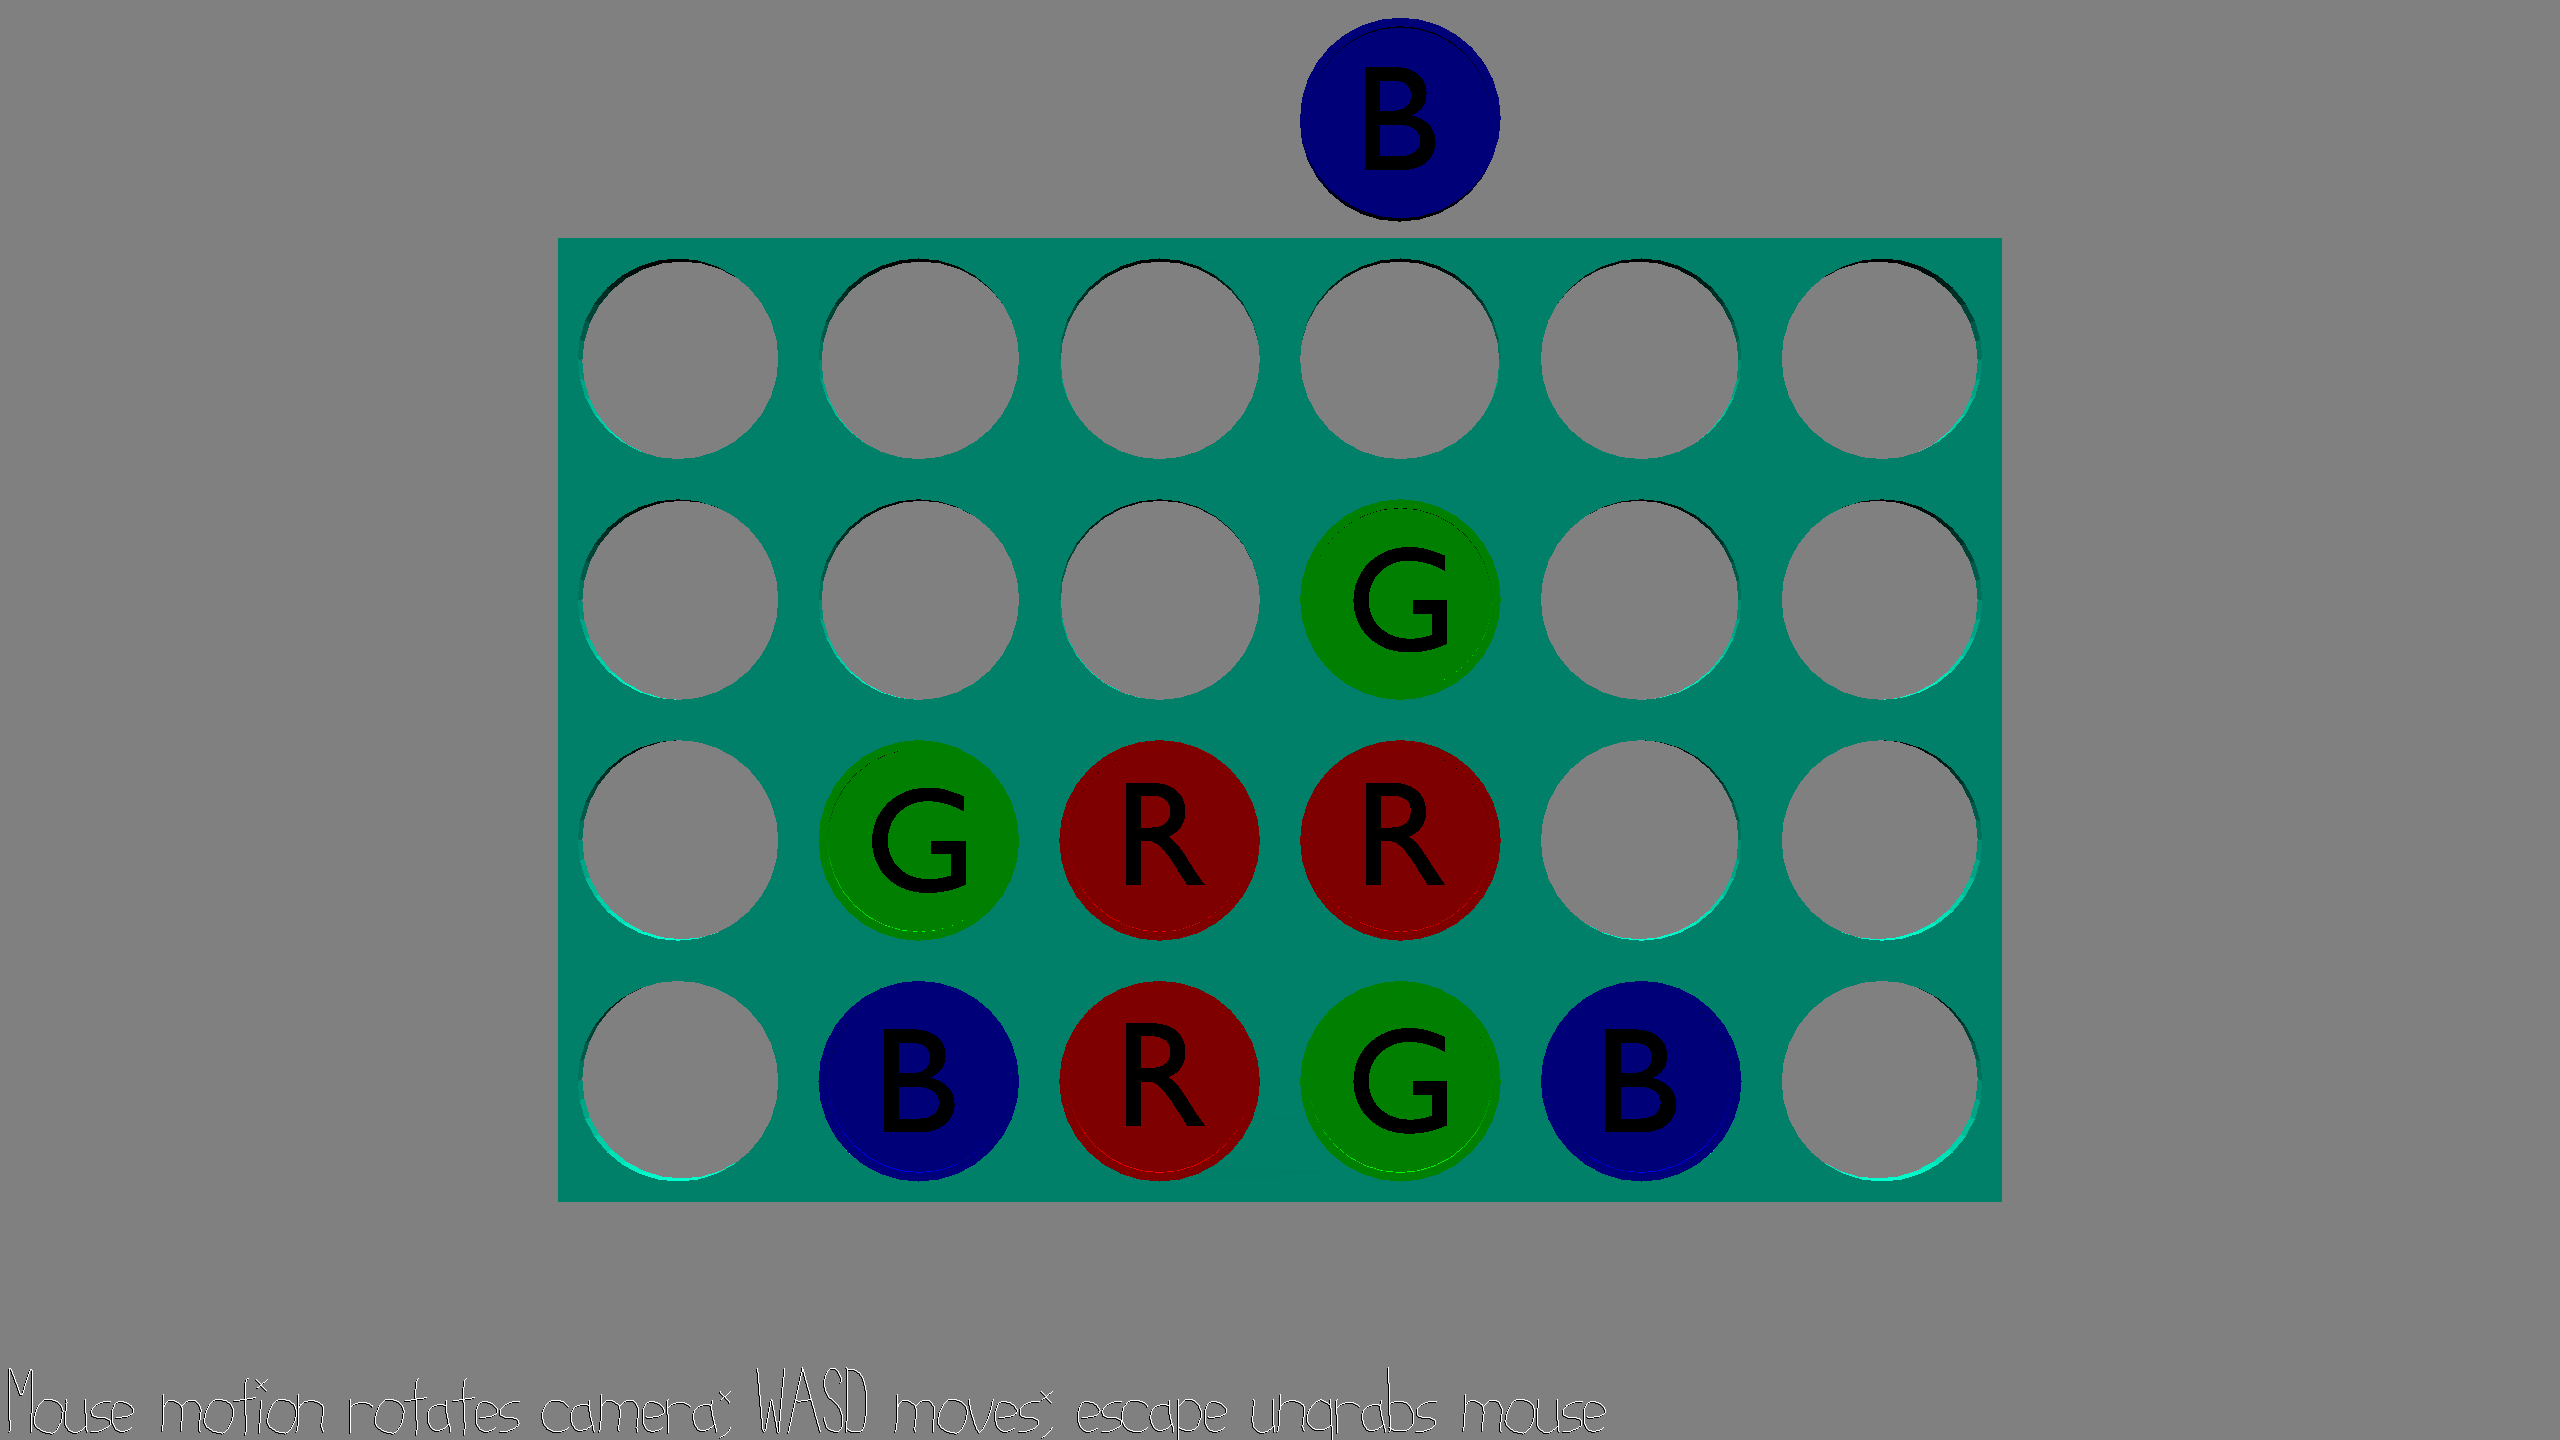 B
G
G R R
B R G B
Mouse motion rotates camera; WASD moves; escape ungrabs mouse